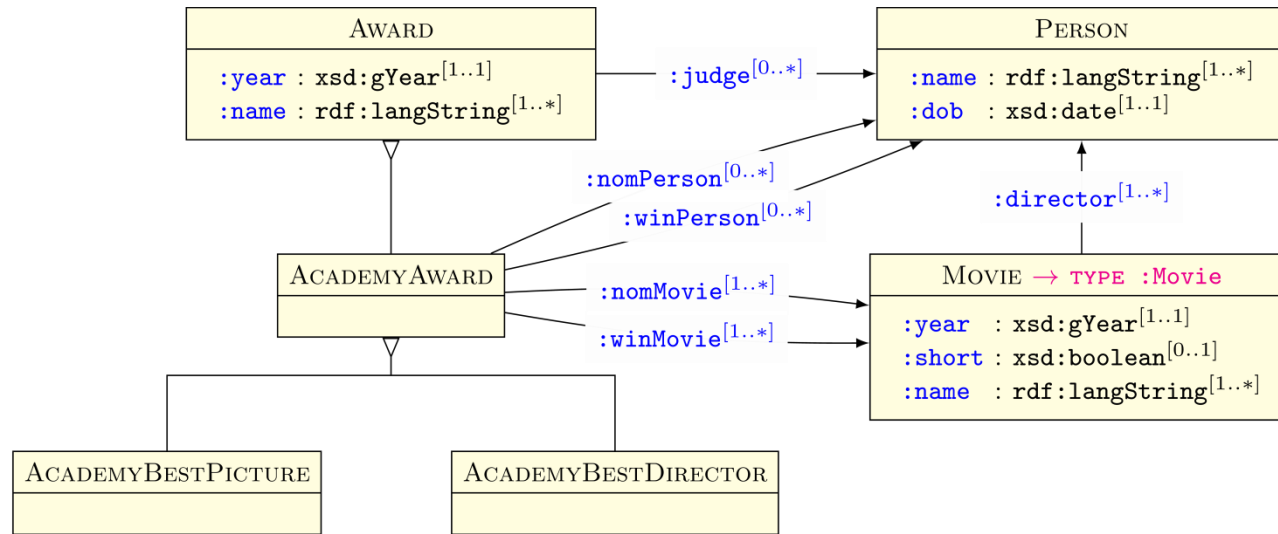 AWARD
:year : xsd:gYear[1..1]
:name : rdf:langString[1..*]
:judge[0..*]
PERSON
:name : rdf:langString[1..*]
:dob : xsd:date[1..1]
:nomPerson[0..*]
:winPerson[0..*]
:director[1..*]
ACADEMYAWARD
:nomMovie[1..*]
:winMovie[1..*]
MOVIE → TYPE :Movie
:year : xsd:gYear[1..1]
:short : xsd:boolean[0..1]
:name : rdf:langString[1..*]
ACADEMYBESTPICTURE
ACADEMYBESTDIRECTOR